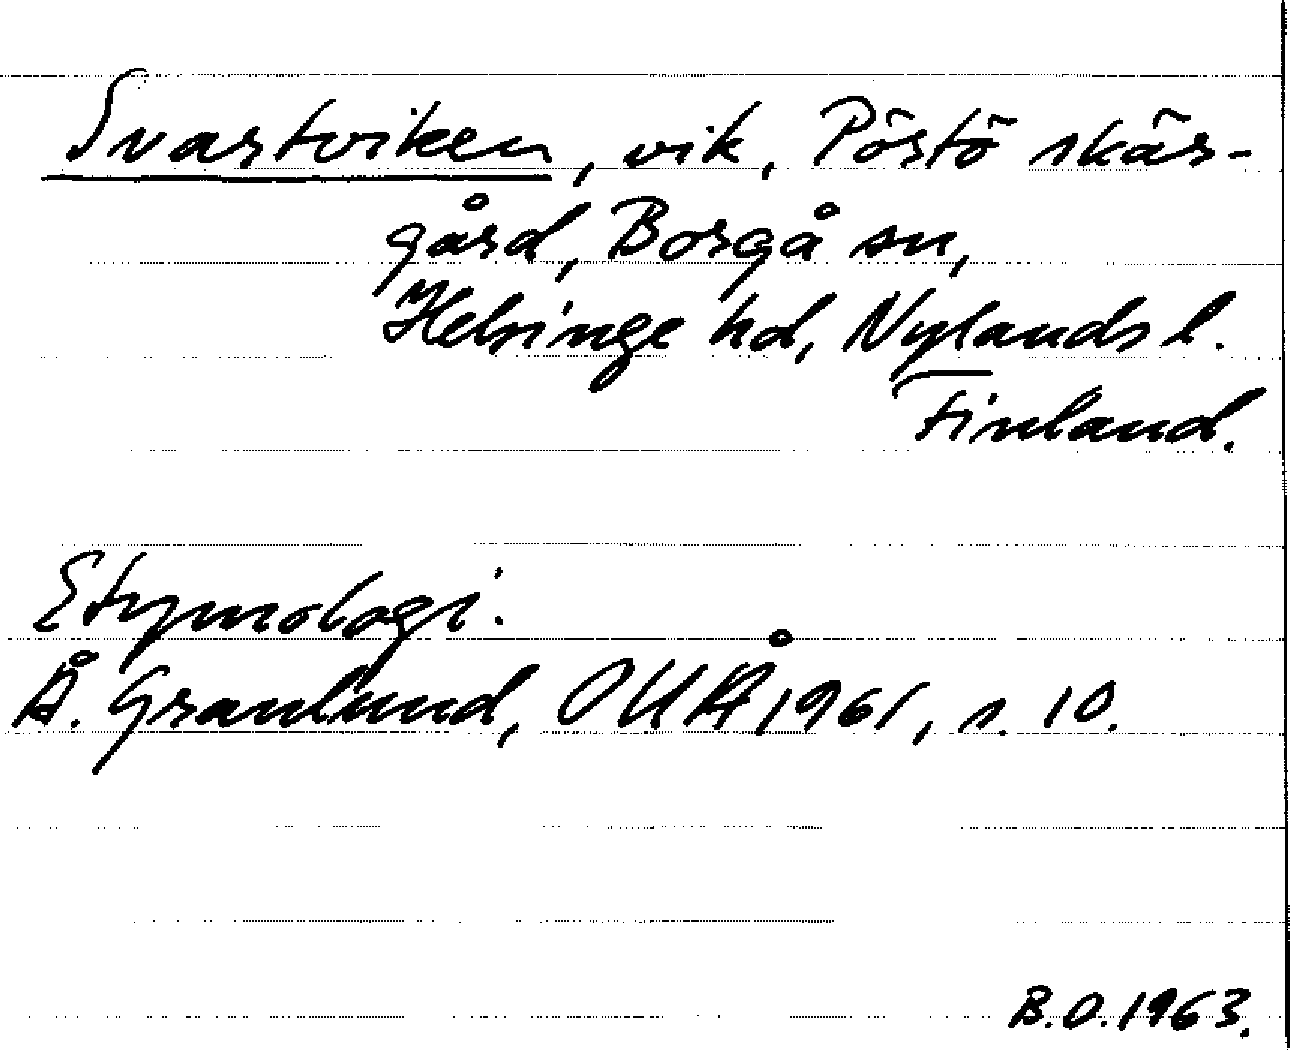 Svartviken, vik, Pörtö skär-
gård, Borgå sn,
Helsinge hd, Nylands l.
Finland.
Etymologi.
Å. Granlund, OUÅ 1961, s. 10.
B.O. 1963.